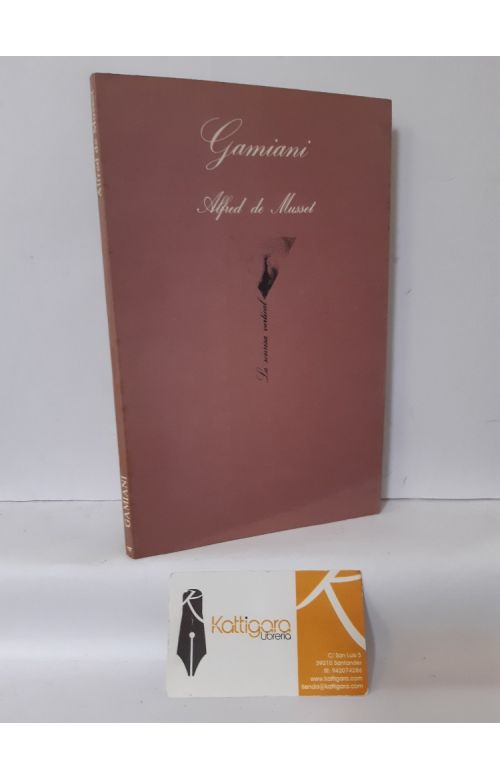 Gamiani
Alfred de Musset
La sonrisa vertical
Alfred de Musset
4 GAMIANI
K
Kattigara
Librería
K
C/ San Luis 5
39010 Santander
tlf: 942074286
www.kattigara.com
tienda@kattigara.com